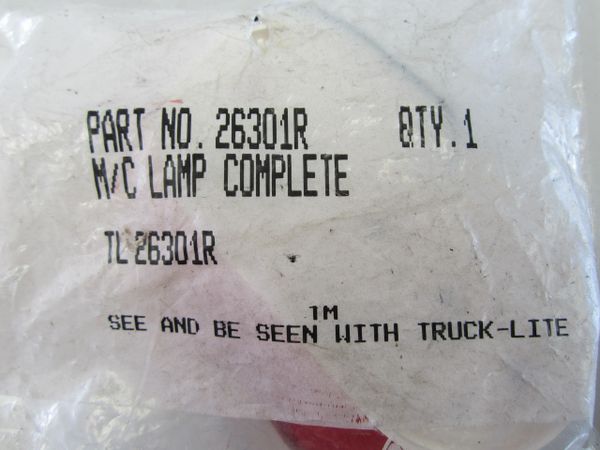 PART NO. 26301R QTY.1
M/C LAMP COMPLETE
TL 26301R
TM
SEE AND BE SEEN WITH TRUCK-LITE